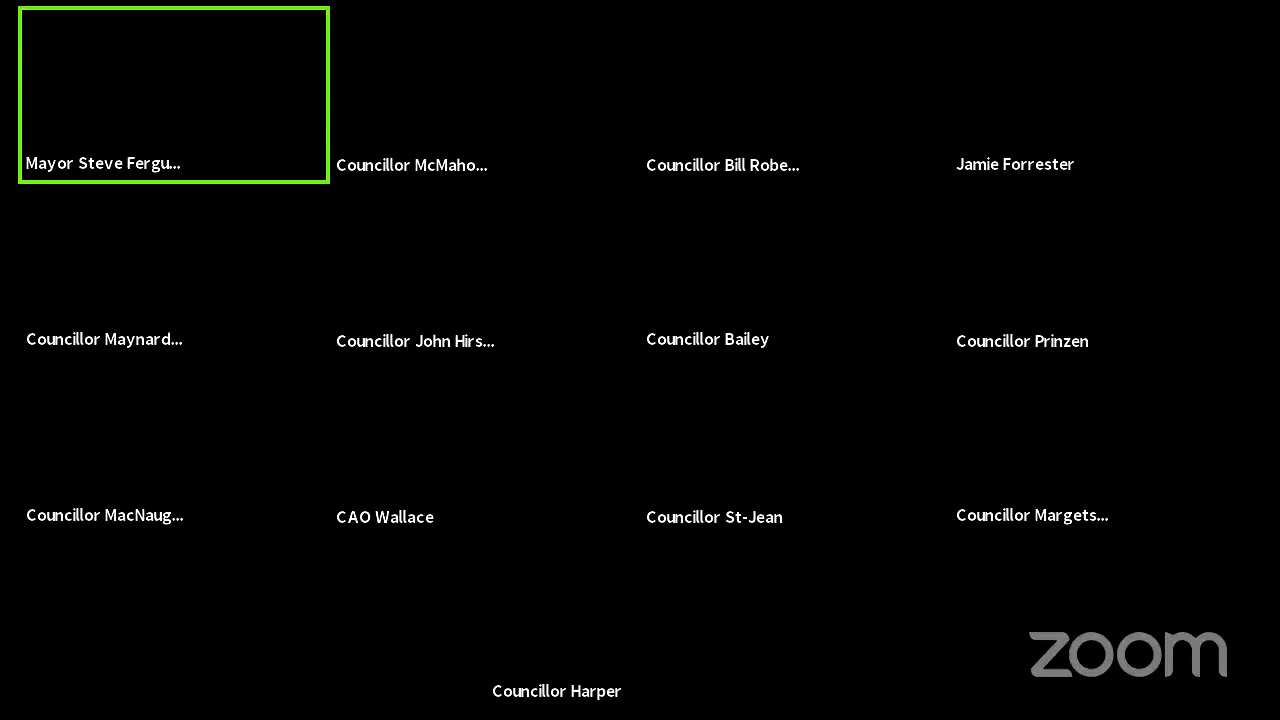 Mayor Steve Fergu...
Councillor McMaho...
Councillor Bill Robe...
Jamie Forrester
Councillor Maynard...
Councillor John Hirs...
Councillor Bailey
Councillor Prinzen
Councillor MacNaug...
CAO Wallace
Councillor St-Jean
Councillor Margets...
zoom
Councillor Harper